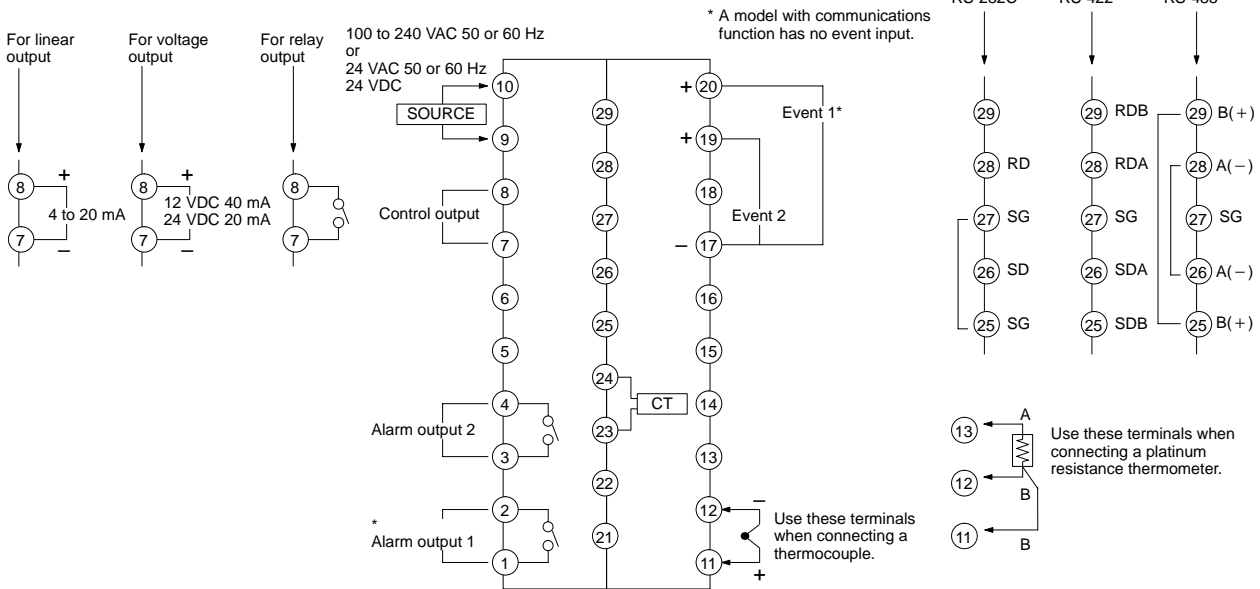 RS-232C
RS-422
RS-485
* A model with communications
function has no event input.
For linear
output
For voltage
output
For relay
output
100 to 240 VAC 50 or 60 Hz
or
24 VAC 50 or 60 Hz
24 VDC
SOURCE
8
+
4 to 20 mA
7
−
8
+
12 VDC 40 mA
24 VDC 20 mA
7
−
8
7
10
9
8
Control output
7
6
5
4
Alarm output 2
3
2
*
Alarm output 1
1
29
28
27
26
25
24
CT
23
22
21
+ 20
Event 1*
+ 19
18
Event 2
− 17
16
15
14
13
12 −
Use these terminals
when connecting a
thermocouple.
11 +
29
28 RD
27 SG
26 SD
25 SG
29 RDB
28 RDA
27 SG
26 SDA
25 SDB
29 B(+)
28 A(−)
27 SG
26 A(−)
25 B(+)
13 A
12 B
11 B
Use these terminals when
connecting a platinum
resistance thermometer.